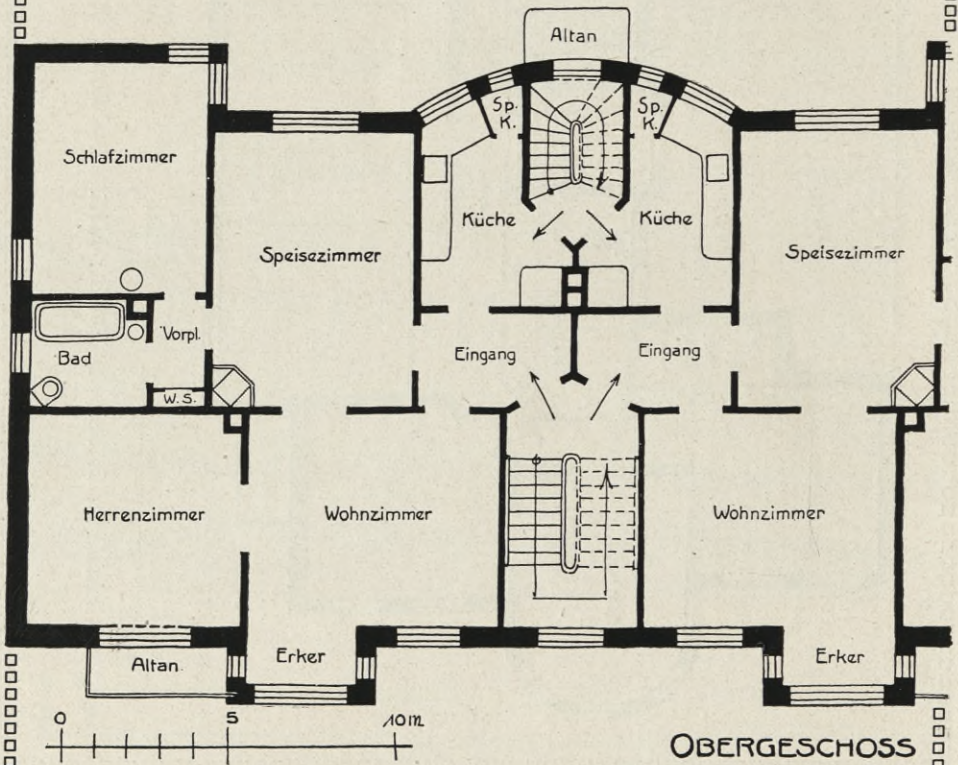 Altan
Sp.
K.
Sp.
K.
Schlafzimmer
Küche
Küche
Speisezimmer
Speisezimmer
Vorpl.
Bad
Eingang
Eingang
W. S.
Herrenzimmer
Wohnzimmer
Wohnzimmer
Altan
Erker
Erker
0 5 10 m
OBERGESCHOSS